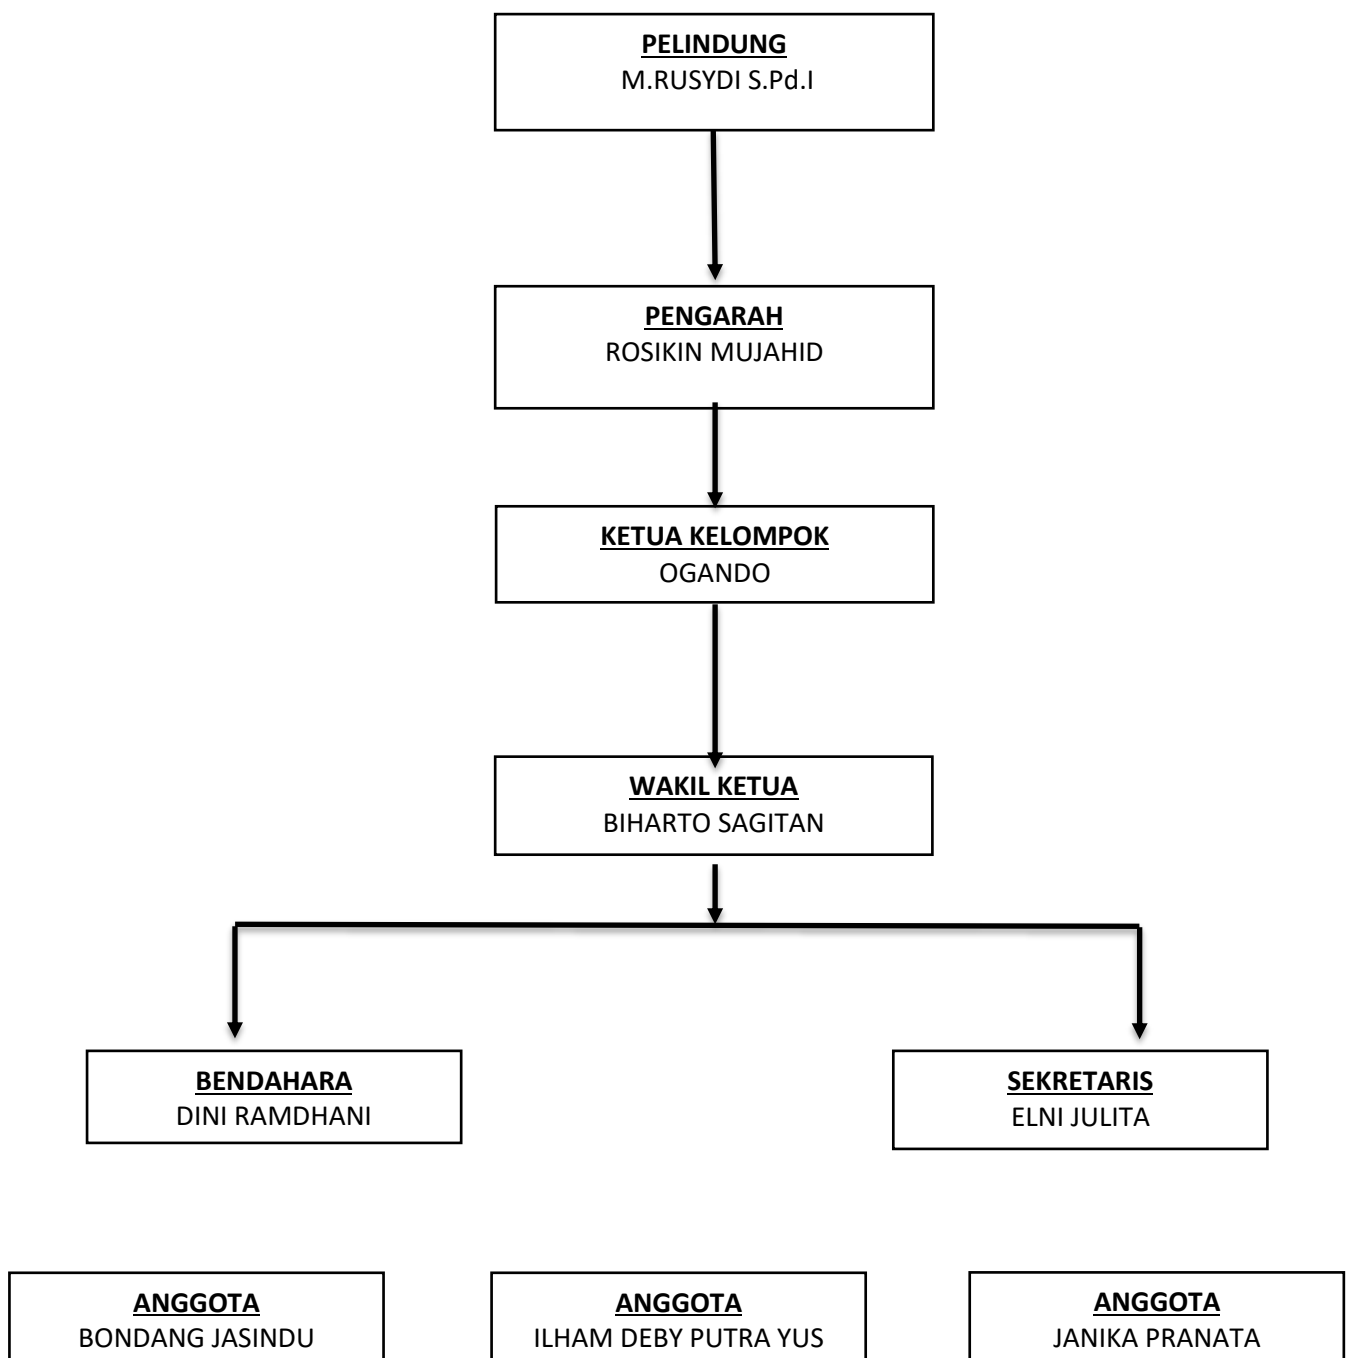 PELINDUNG
M.RUSYDI S.Pd.I
PENGARAH
ROSIKIN MUJAHID
KETUA KELOMPOK
OGANDO
WAKIL KETUA
BIHARTO SAGITAN
BENDAHARA
DINI RAMDHANI
SEKRETARIS
ELNI JULITA
ANGGOTA
BONDANG JASINDU
ANGGOTA
ILHAM DEBY PUTRA YUS
ANGGOTA
JANIKA PRANATA